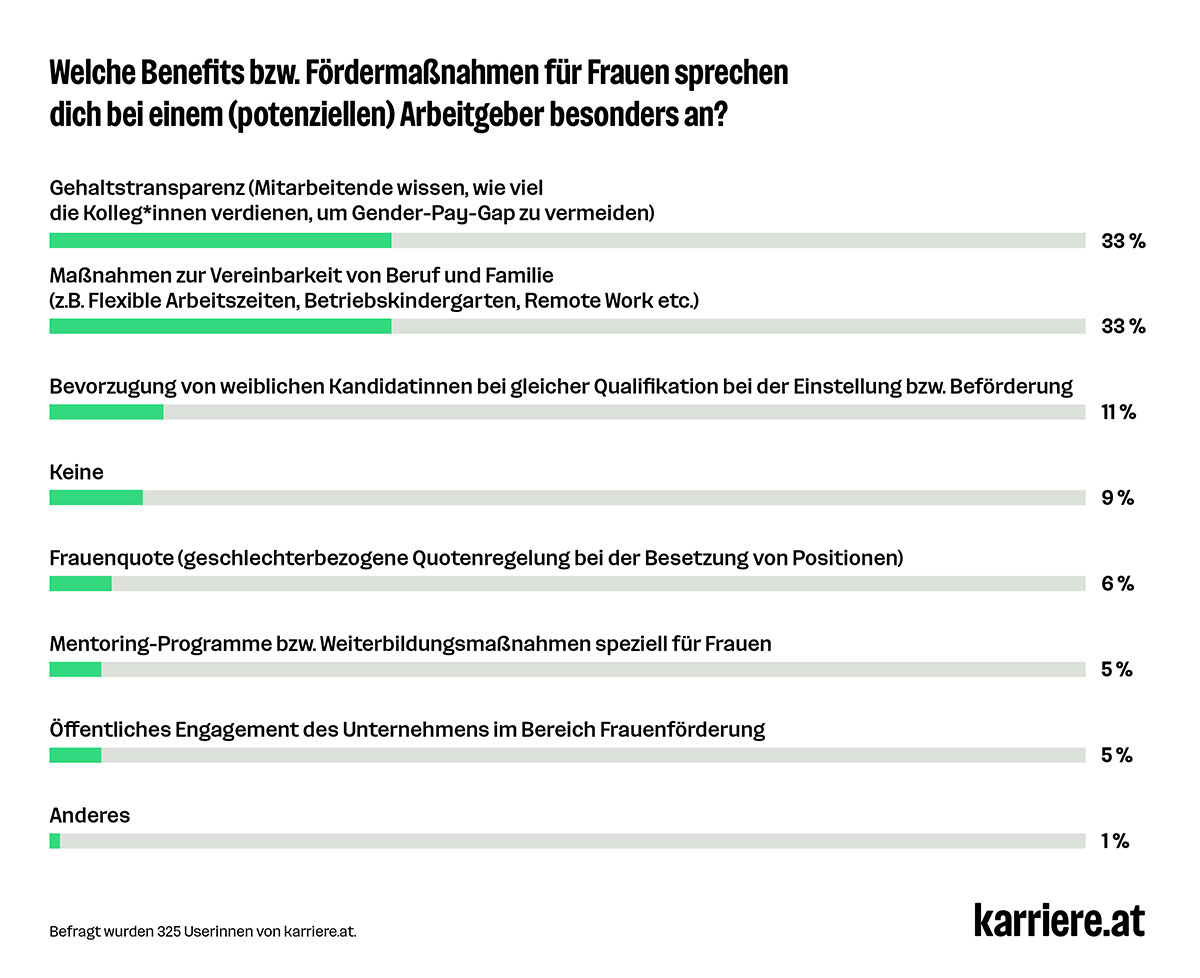 Welche Benefits bzw. Fördermaßnahmen für Frauen sprechen
dich bei einem (potenziellen) Arbeitgeber besonders an?
Gehaltstransparenz (Mitarbeitende wissen, wie viel
die Kolleg*innen verdienen, um Gender-Pay-Gap zu vermeiden)
33 %
Maßnahmen zur Vereinbarkeit von Beruf und Familie
(z.B. Flexible Arbeitszeiten, Betriebskindergarten, Remote Work etc.)
33 %
Bevorzugung von weiblichen Kandidatinnen bei gleicher Qualifikation bei der Einstellung bzw. Beförderung
11 %
Keine
9 %
Frauenquote (geschlechterbezogene Quotenregelung bei der Besetzung von Positionen)
6 %
Mentoring-Programme bzw. Weiterbildungsmaßnahmen speziell für Frauen
5 %
Öffentliches Engagement des Unternehmens im Bereich Frauenförderung
5 %
Anderes
1 %
Befragt wurden 325 Userinnen von karriere.at.
karriere.at